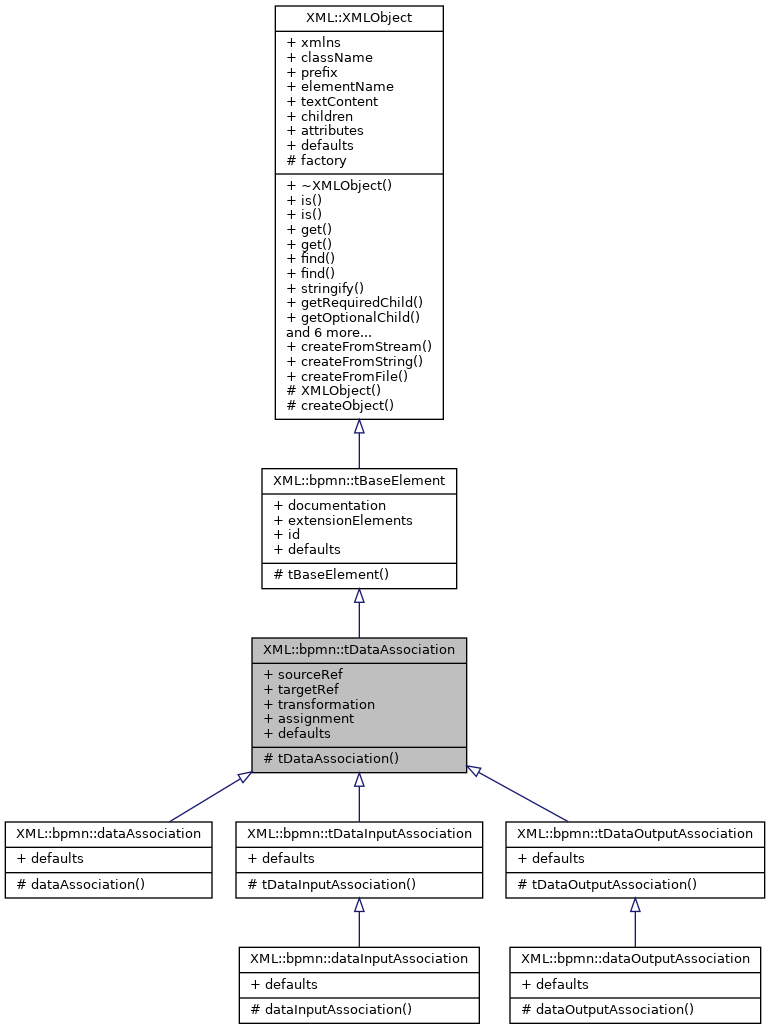 XML::XMLObject
+ xmlns
+ className
+ prefix
+ elementName
+ textContent
+ children
+ attributes
+ defaults
# factory
+ ~XMLObject()
+ is()
+ is()
+ get()
+ get()
+ find()
+ find()
+ stringify()
+ getRequiredChild()
+ getOptionalChild()
and 6 more...
+ createFromStream()
+ createFromString()
+ createFromFile()
# XMLObject()
# createObject()
XML::bpmn::tBaseElement
+ documentation
+ extensionElements
+ id
+ defaults
# tBaseElement()
XML::bpmn::tDataAssociation
+ sourceRef
+ targetRef
+ transformation
+ assignment
+ defaults
# tDataAssociation()
XML::bpmn::dataAssociation
+ defaults
# dataAssociation()
XML::bpmn::tDataInputAssociation
+ defaults
# tDataInputAssociation()
XML::bpmn::tDataOutputAssociation
+ defaults
# tDataOutputAssociation()
XML::bpmn::dataInputAssociation
+ defaults
# dataInputAssociation()
XML::bpmn::dataOutputAssociation
+ defaults
# dataOutputAssociation()